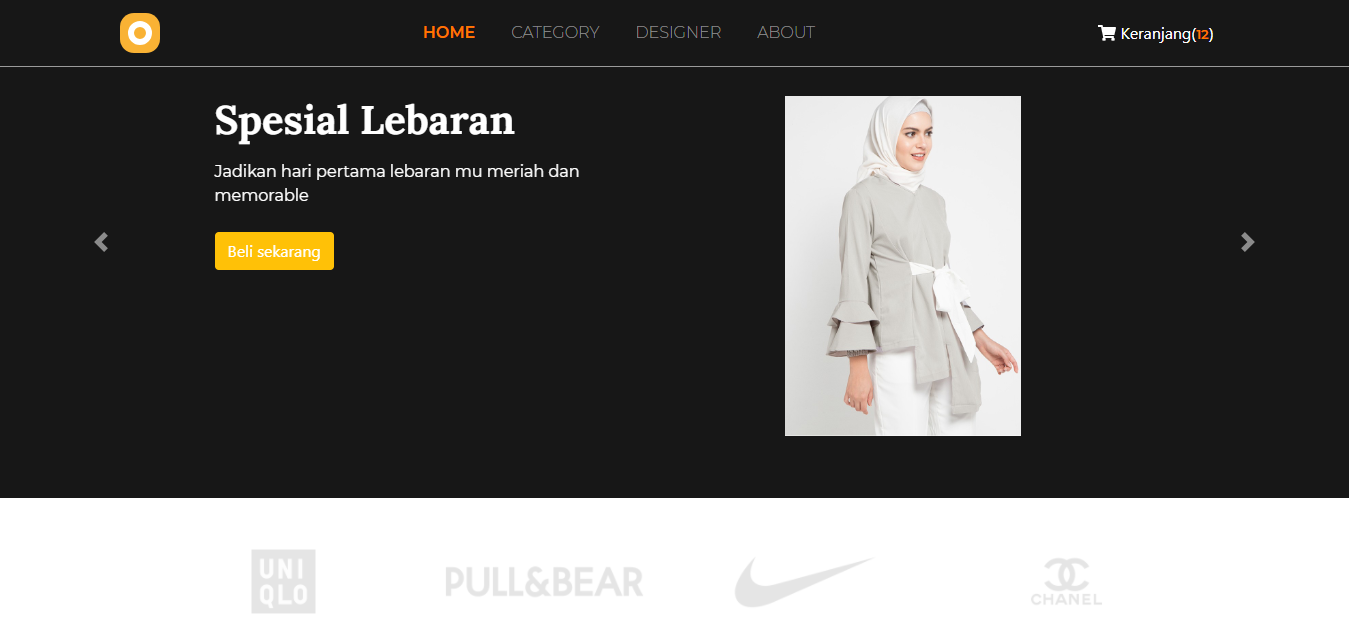 HOME CATEGORY DESIGNER ABOUT Keranjang(12)
Spesial Lebaran
Jadikan hari pertama lebaran mu meriah dan
memorable
Beli sekarang
UNI
QLO
PULL&BEAR
CHANEL